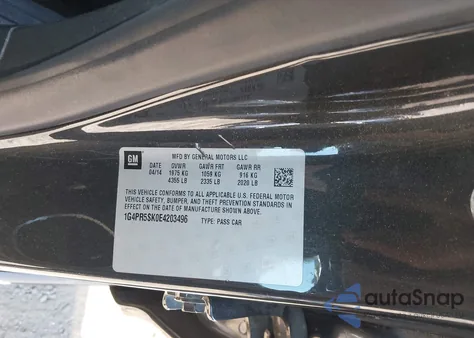 GM
MFD BY GENERAL MOTORS LLC
DATE GVWR GAWR FRT GAWR RR
04/14 1975 KG 1059 KG 916 KG
4355 LB 2335 LB 2020 LB
THIS VEHICLE CONFORMS TO ALL APPLICABLE U.S. FEDERAL MOTOR
VEHICLE SAFETY, BUMPER, AND THEFT PREVENTION STANDARDS IN
EFFECT ON THE DATE OF MANUFACTURE SHOWN ABOVE.
1G4PR5SK0E4203496 TYPE: PASS CAR
autoSnap